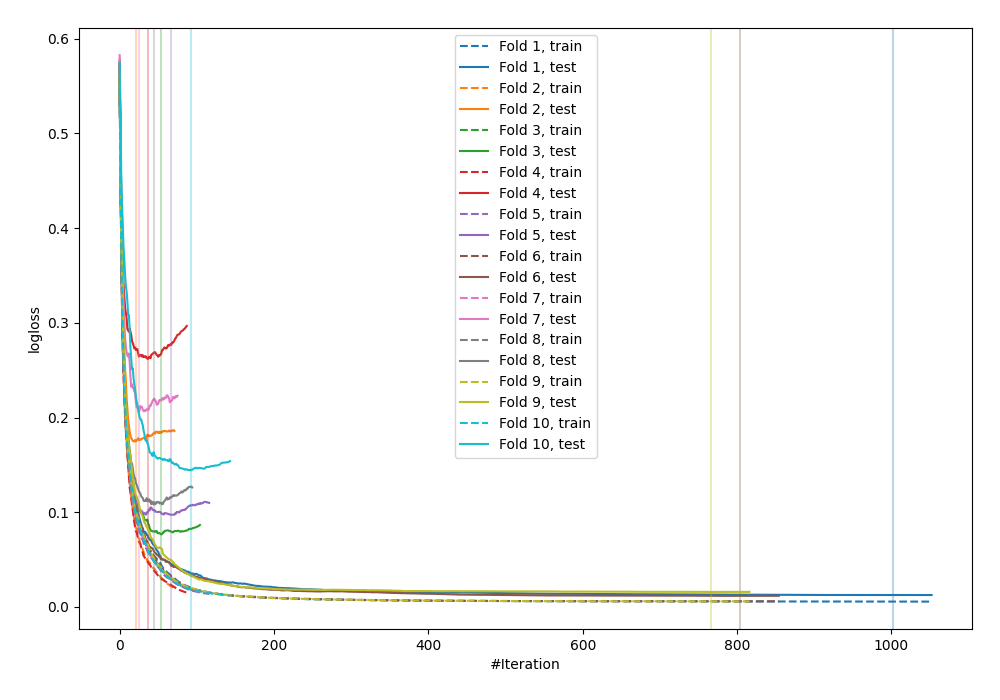 0.6
0.5
0.4
0.3
0.2
0.1
0.0
logloss
0
200
400
600
800
1000
#Iteration
Fold 1, train
Fold 1, test
Fold 2, train
Fold 2, test
Fold 3, train
Fold 3, test
Fold 4, train
Fold 4, test
Fold 5, train
Fold 5, test
Fold 6, train
Fold 6, test
Fold 7, train
Fold 7, test
Fold 8, train
Fold 8, test
Fold 9, train
Fold 9, test
Fold 10, train
Fold 10, test